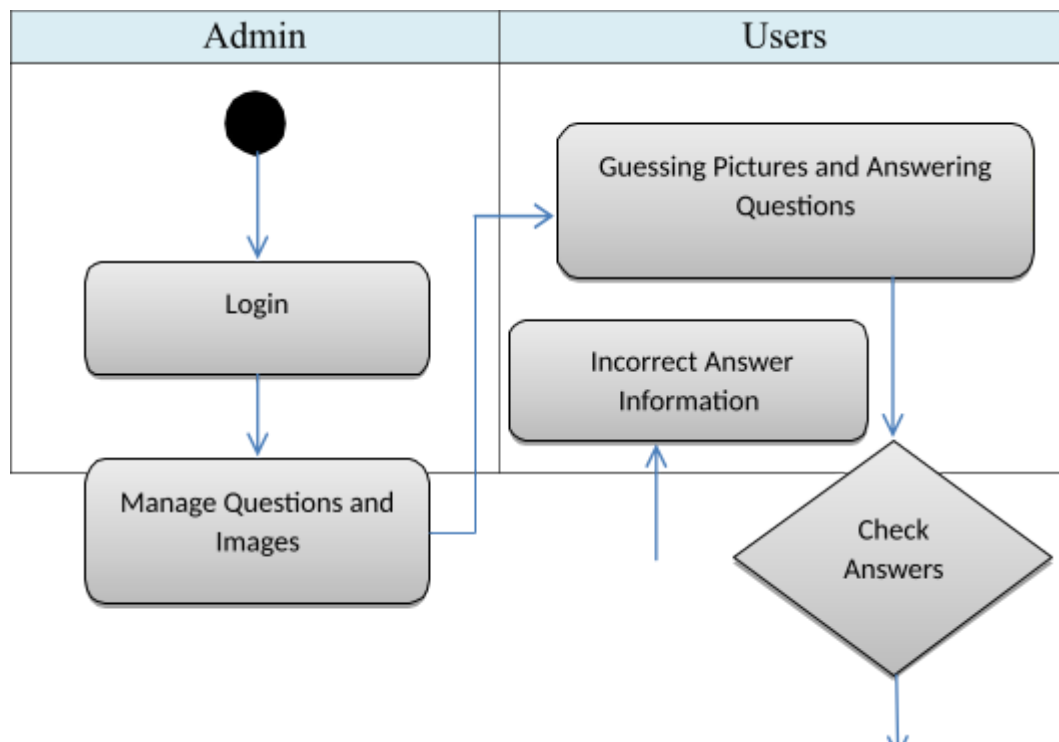 Admin
Users
Guessing Pictures and Answering
Questions
Login
Incorrect Answer
Information
Manage Questions and
Images
Check
Answers